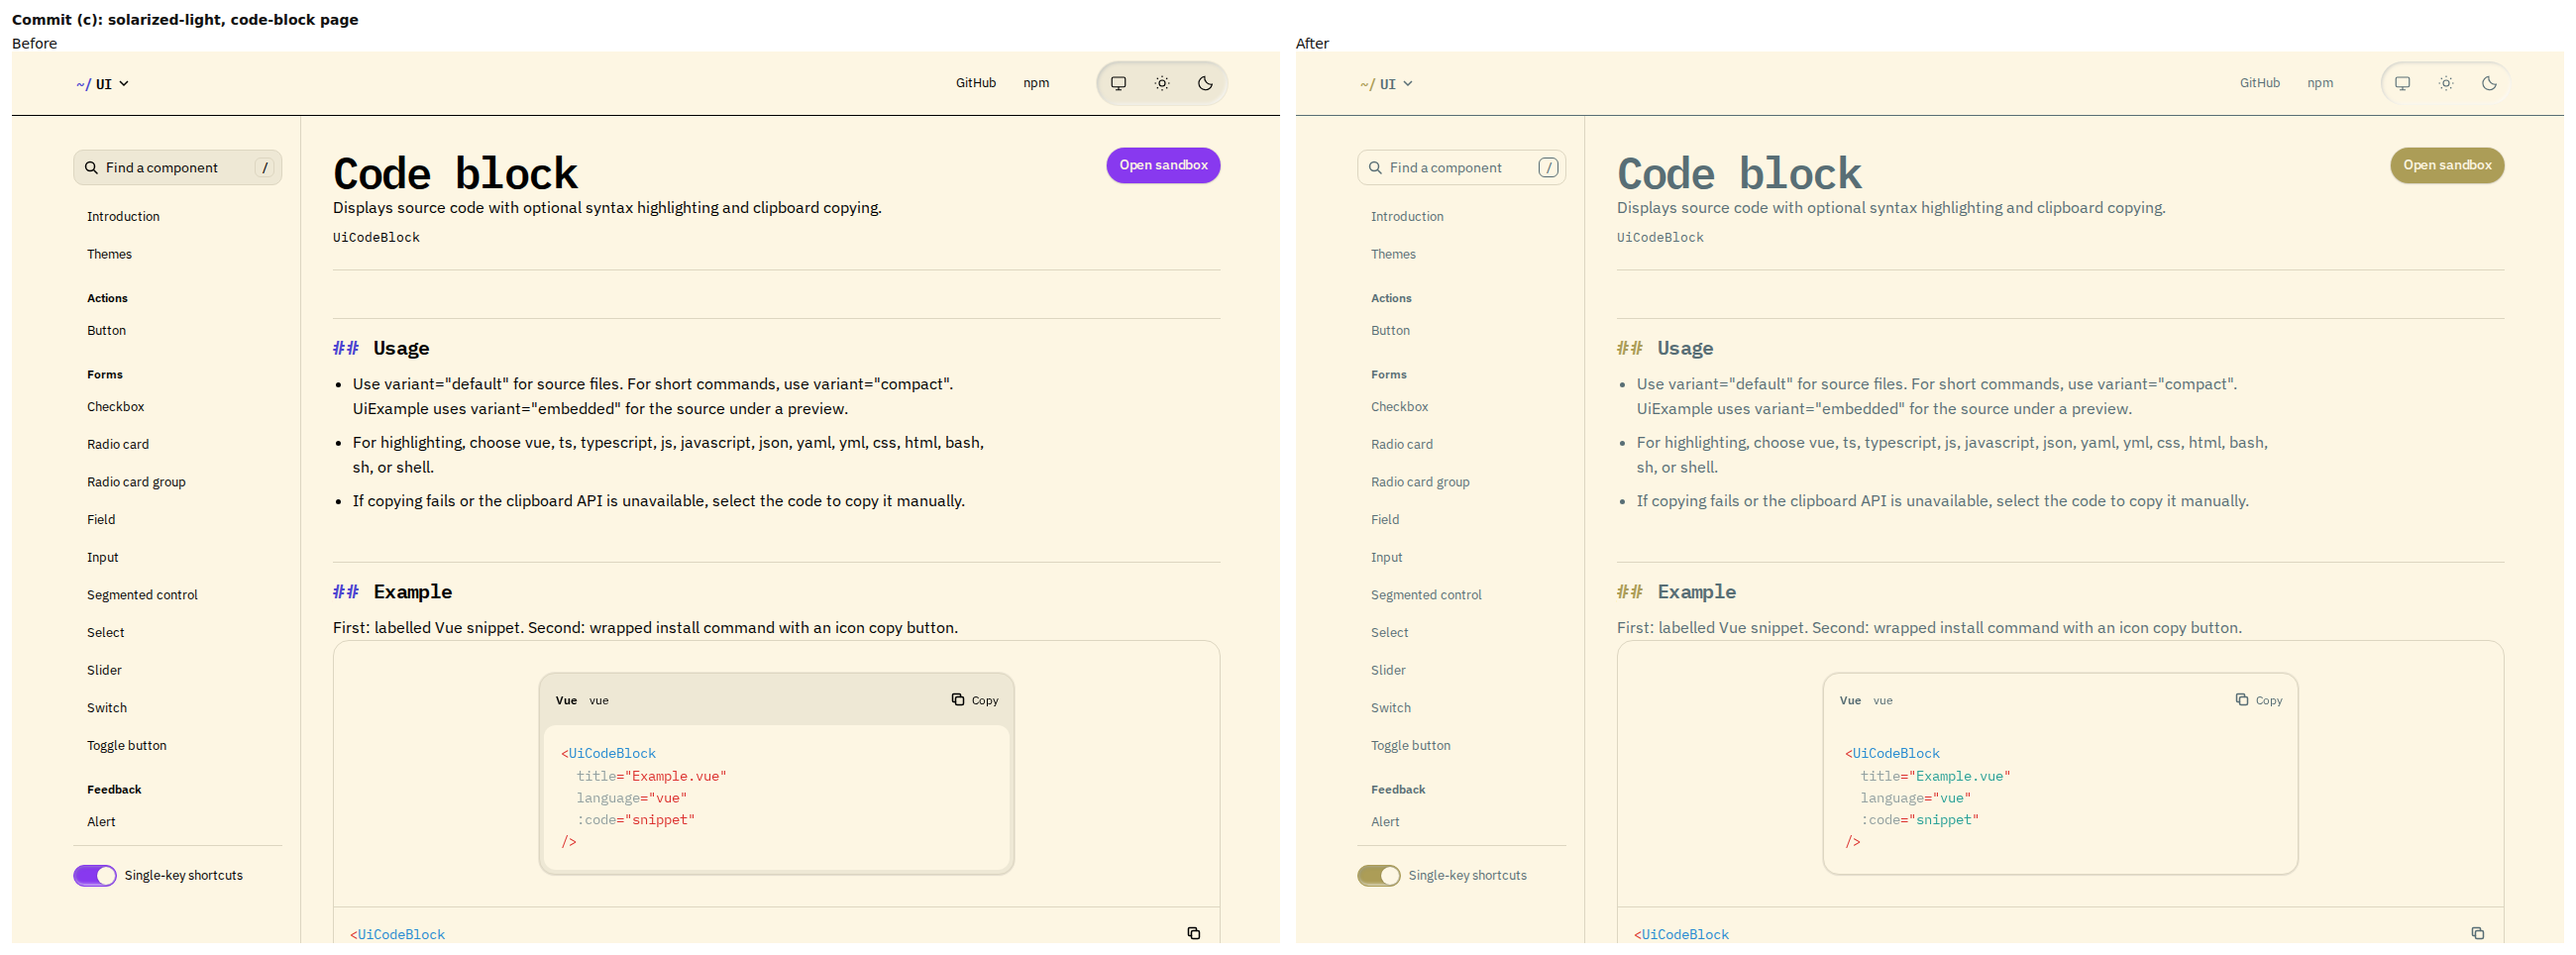 Commit (c): solarized-light, code-block page
Before
~/ UI
GitHub
npm
Find a component
/
Introduction
Themes
Actions
Button
Forms
Checkbox
Radio card
Radio card group
Field
Input
Segmented control
Select
Slider
Switch
Toggle button
Feedback
Alert
Single-key shortcuts
Code block
Open sandbox
Displays source code with optional syntax highlighting and clipboard copying.
UiCodeBlock
## Usage
• Use variant="default" for source files. For short commands, use variant="compact".
UiExample uses variant="embedded" for the source under a preview.
• For highlighting, choose vue, ts, typescript, js, javascript, json, yaml, yml, css, html, bash,
sh, or shell.
• If copying fails or the clipboard API is unavailable, select the code to copy it manually.
## Example
First: labelled Vue snippet. Second: wrapped install command with an icon copy button.
Vue vue
Copy
<UiCodeBlock
title="Example.vue"
language="vue"
:code="snippet"
/>
<UiCodeBlock
After
~/ UI
GitHub
npm
Find a component
/
Introduction
Themes
Actions
Button
Forms
Checkbox
Radio card
Radio card group
Field
Input
Segmented control
Select
Slider
Switch
Toggle button
Feedback
Alert
Single-key shortcuts
Code block
Open sandbox
Displays source code with optional syntax highlighting and clipboard copying.
UiCodeBlock
## Usage
• Use variant="default" for source files. For short commands, use variant="compact".
UiExample uses variant="embedded" for the source under a preview.
• For highlighting, choose vue, ts, typescript, js, javascript, json, yaml, yml, css, html, bash,
sh, or shell.
• If copying fails or the clipboard API is unavailable, select the code to copy it manually.
## Example
First: labelled Vue snippet. Second: wrapped install command with an icon copy button.
Vue vue
Copy
<UiCodeBlock
title="Example.vue"
language="vue"
:code="snippet"
/>
<UiCodeBlock